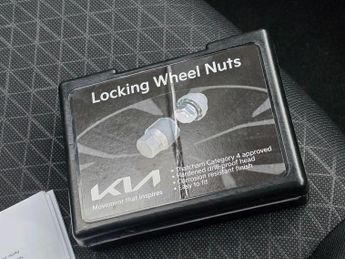 Locking Wheel Nuts
• Thatcham Category 4 approved
• Hardened drill-proof head
• Corrosion resistant finish
• Easy to fit
KIA
Movement that inspires